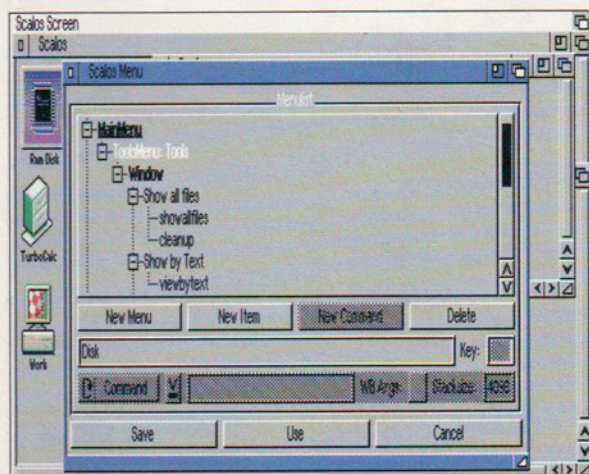 Scalos Screen
Scalos
Scalos Menu
Menulist
MainMenu
ToolsMenu: Tools
Window
Show all files
showallfiles
cleanup
Show by Text
viewbytext
Ram Disk
TurboCalc
Work
New Menu New Item New Command Delete
Disk Key:
Command WB Args: Stacksize: 4096
Save Use Cancel